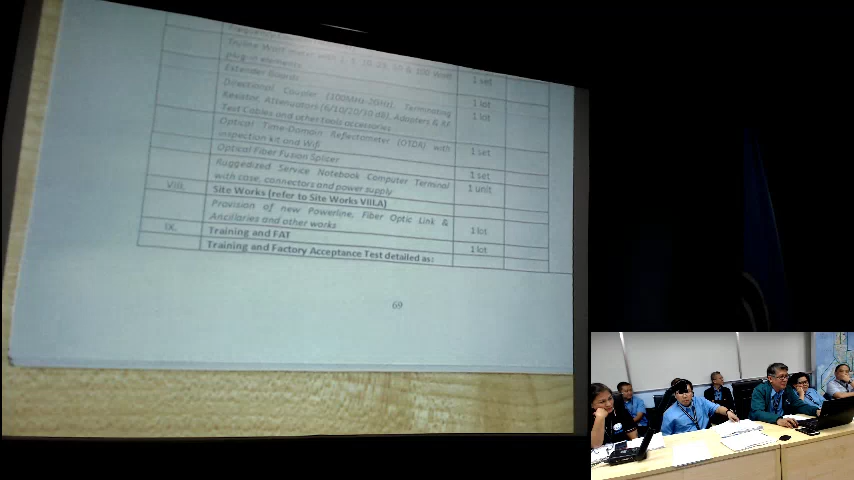 Frequency
Thruline Watt meter with 1, 5, 10, 25, 50 & 100 Watt
plug-in elements 1 set
Extender Boards 1 lot
Directional Coupler (100MHz-2GHz), Terminating 1 lot
Resistor, Attenuators (6/10/20/30 dB), Adapters & RF
Test Cables and other tools accessories
Optical Time-Domain Reflectometer (OTDR) with 1 set
inspection kit and Wifi
Optical Fiber Fusion Splicer 1 set
Ruggedized Service Notebook Computer Terminal 1 unit
with case, connectors and power supply
VIII. Site Works (refer to Site Works VIII.A)
Provision of new Powerline, Fiber Optic Link &
Ancillaries and other works 1 lot
IX. Training and FAT 1 lot
Training and Factory Acceptance Test detailed as:
69